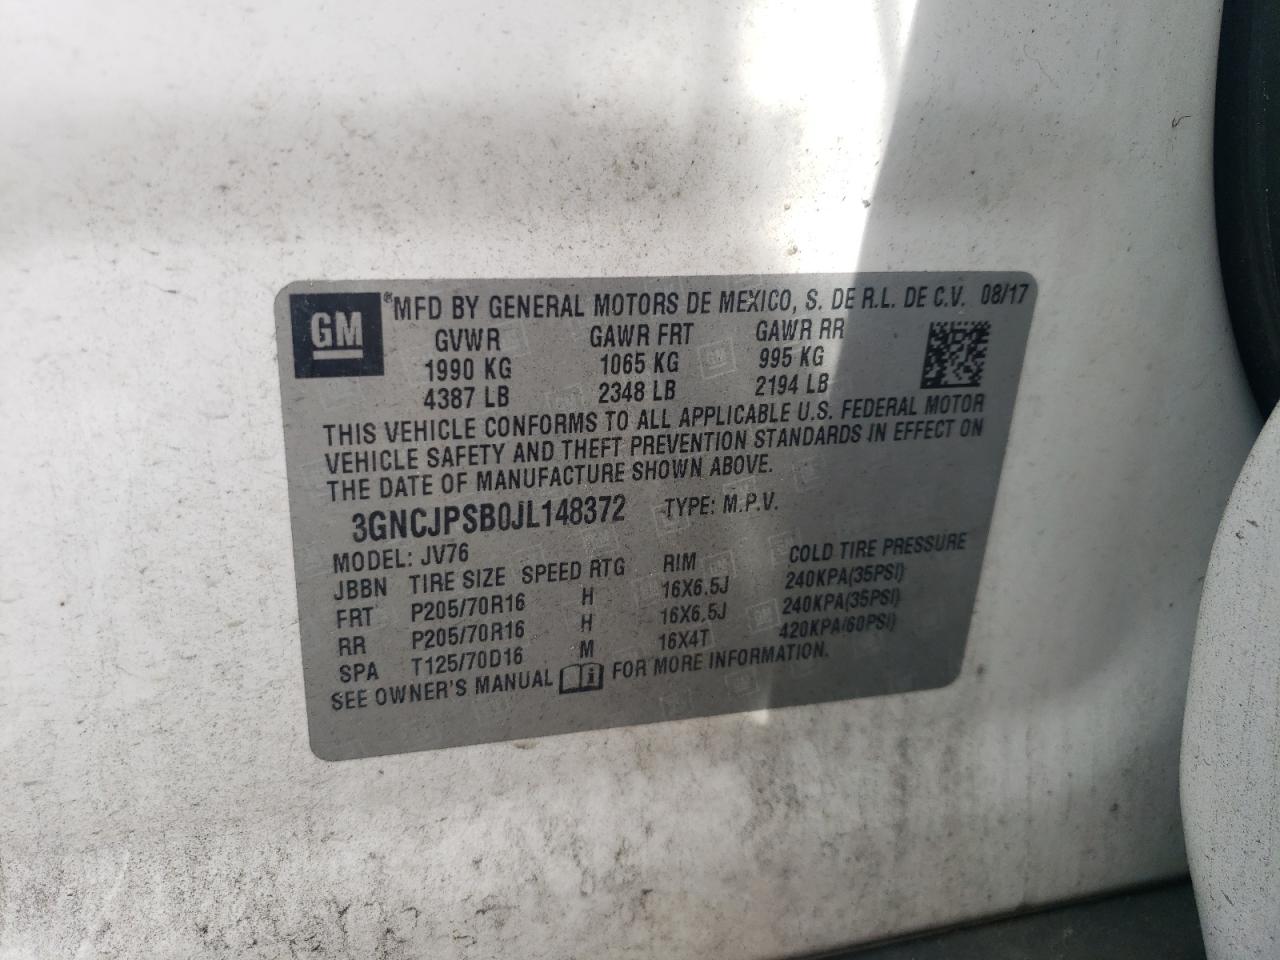 GM ® MFD BY GENERAL MOTORS DE MEXICO, S. DE R.L. DE C.V. 08/17
GVWR GAWR FRT GAWR RR
1990 KG 1065 KG 995 KG
4387 LB 2348 LB 2194 LB
THIS VEHICLE CONFORMS TO ALL APPLICABLE U.S. FEDERAL MOTOR
VEHICLE SAFETY AND THEFT PREVENTION STANDARDS IN EFFECT ON
THE DATE OF MANUFACTURE SHOWN ABOVE.
3GNCJPSB0JL148372 TYPE: M.P.V.
MODEL: JV76
JBBN TIRE SIZE SPEED RTG RIM COLD TIRE PRESSURE
FRT P205/70R16 H 16X6.5J 240KPA(35PSI)
RR P205/70R16 H 16X6.5J 240KPA(35PSI)
SPA T125/70D16 M 16X4T 420KPA(60PSI)
SEE OWNER'S MANUAL i FOR MORE INFORMATION.